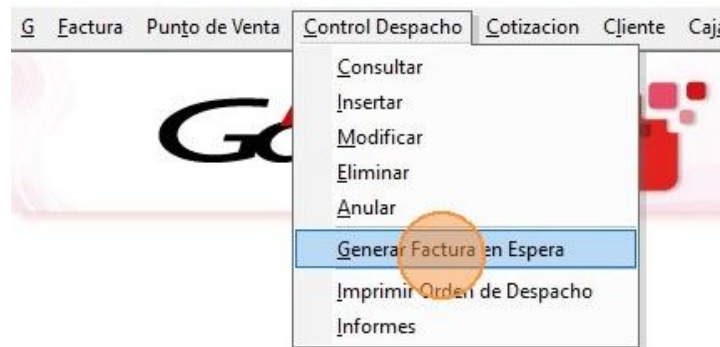 G Factura Punto de Venta Control Despacho Cotizacion Cliente Caja
Consultar
Insertar
Modificar
Eliminar
Anular
Generar Factura en Espera
Imprimir Orden de Despacho
Informes